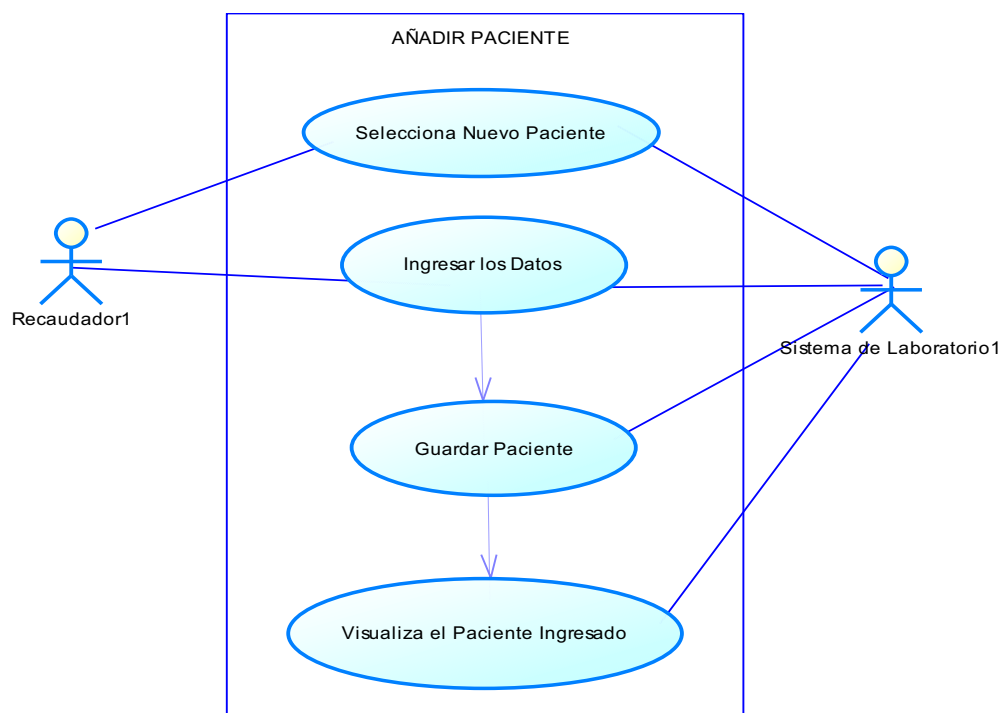 AÑADIR PACIENTE
Selecciona Nuevo Paciente
Ingresar los Datos
Recaudador1
Sistema de Laboratorio1
Guardar Paciente
Visualiza el Paciente Ingresado